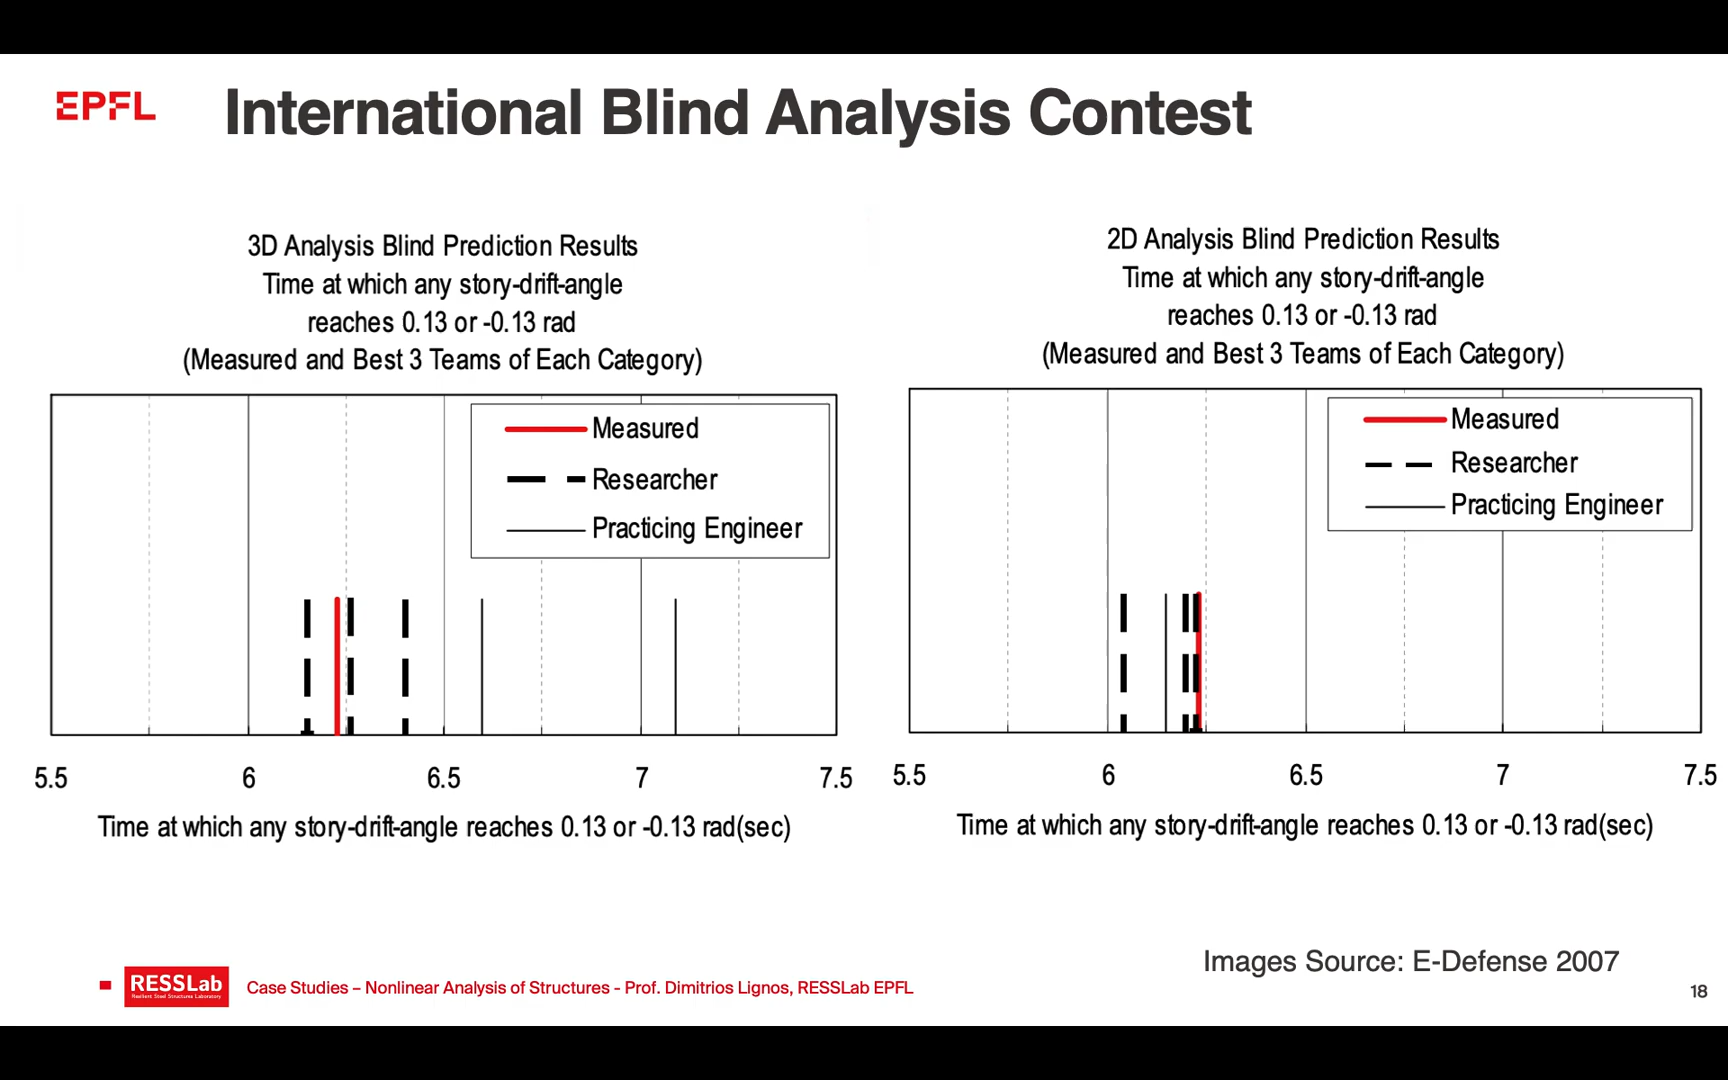 EPFL
International Blind Analysis Contest
3D Analysis Blind Prediction Results
Time at which any story-drift-angle
reaches 0.13 or -0.13 rad
(Measured and Best 3 Teams of Each Category)
Measured
Researcher
Practicing Engineer
5.5 6 6.5 7 7.5
Time at which any story-drift-angle reaches 0.13 or -0.13 rad(sec)
2D Analysis Blind Prediction Results
Time at which any story-drift-angle
reaches 0.13 or -0.13 rad
(Measured and Best 3 Teams of Each Category)
Measured
Researcher
Practicing Engineer
5.5 6 6.5 7 7.5
Time at which any story-drift-angle reaches 0.13 or -0.13 rad(sec)
Images Source: E-Defense 2007
RESSLab
Resilient Steel Structures Laboratory
Case Studies – Nonlinear Analysis of Structures - Prof. Dimitrios Lignos, RESSLab EPFL
18